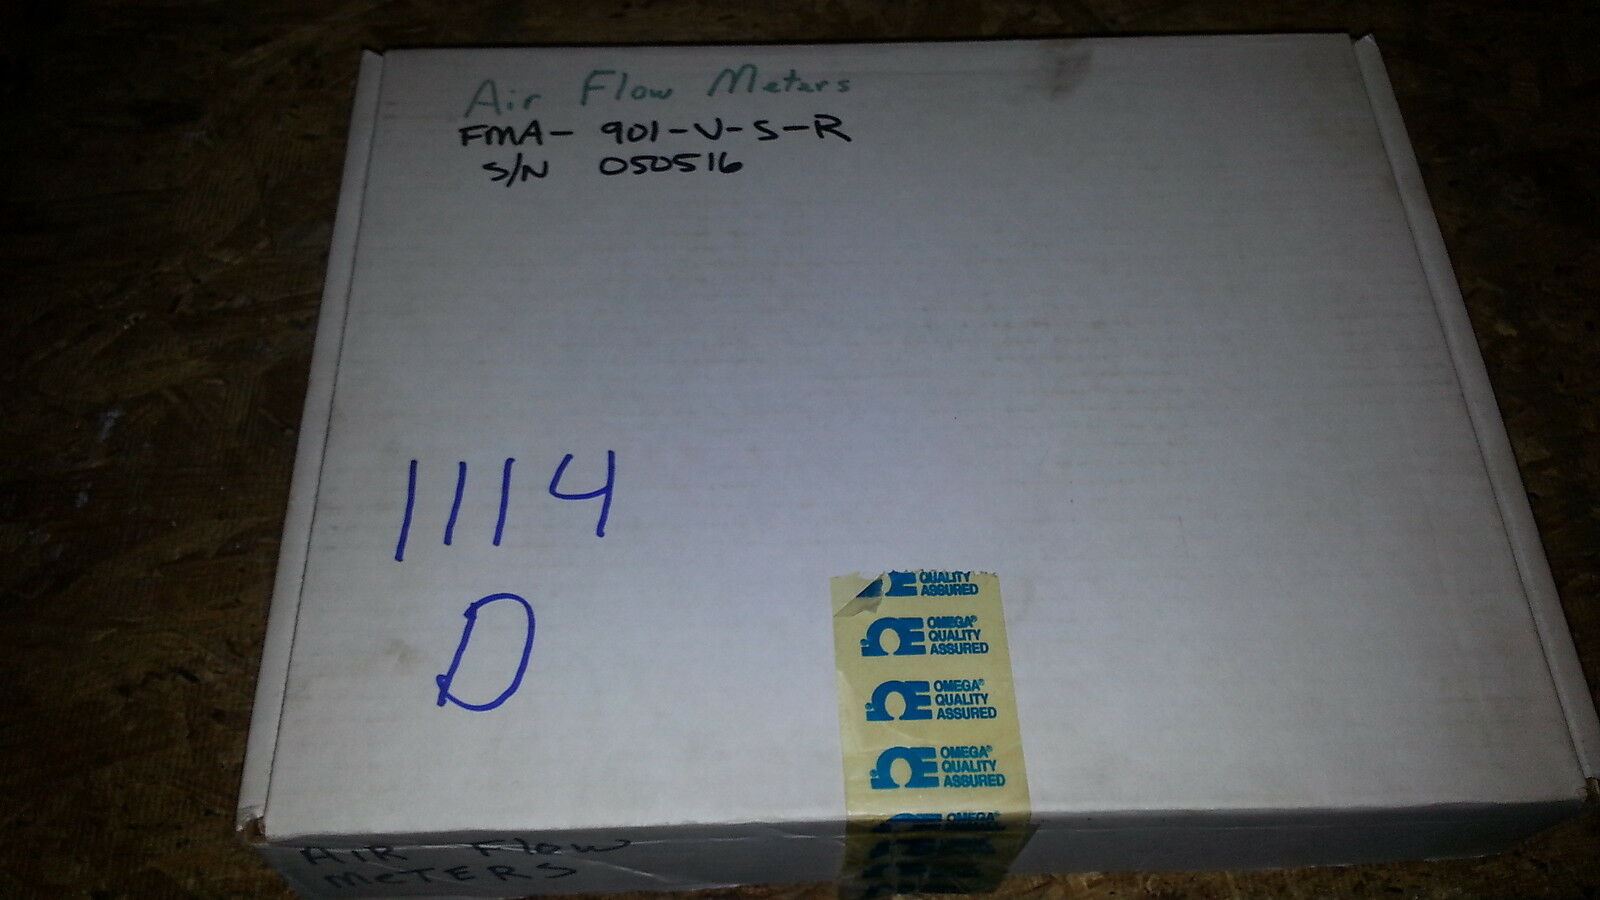 Air Flow Meters
FMA-901-V-S-R
S/N 050516
1114
D
QUALITY
ASSURED
OMEGA®
QUALITY
ASSURED
OMEGA®
QUALITY
ASSURED
OMEGA®
QUALITY
ASSURED
OMEGA®
AIR Flow
METERS